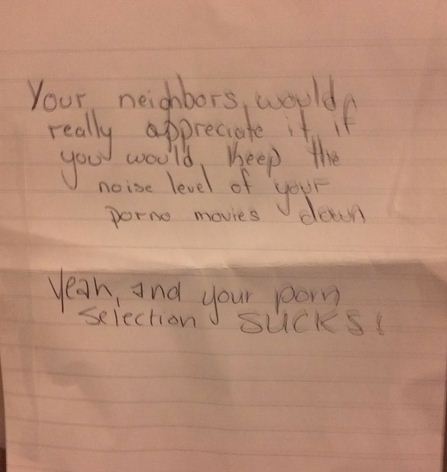 Your neighbors, would
really appreciate it, if
you would, keep the
noise level of your
porno movies down
Yeah, and your porn
selection SUCKS!